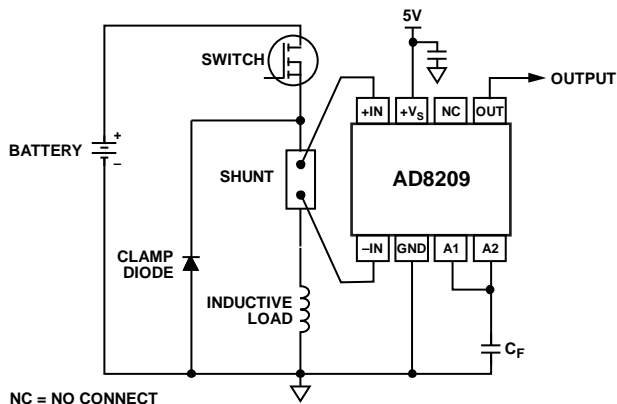 5V
SWITCH
OUTPUT
+IN
+VS
NC
OUT
BATTERY
+
–
SHUNT
AD8209
–IN
GND
A1
A2
CLAMP
DIODE
INDUCTIVE
LOAD
CF
NC = NO CONNECT